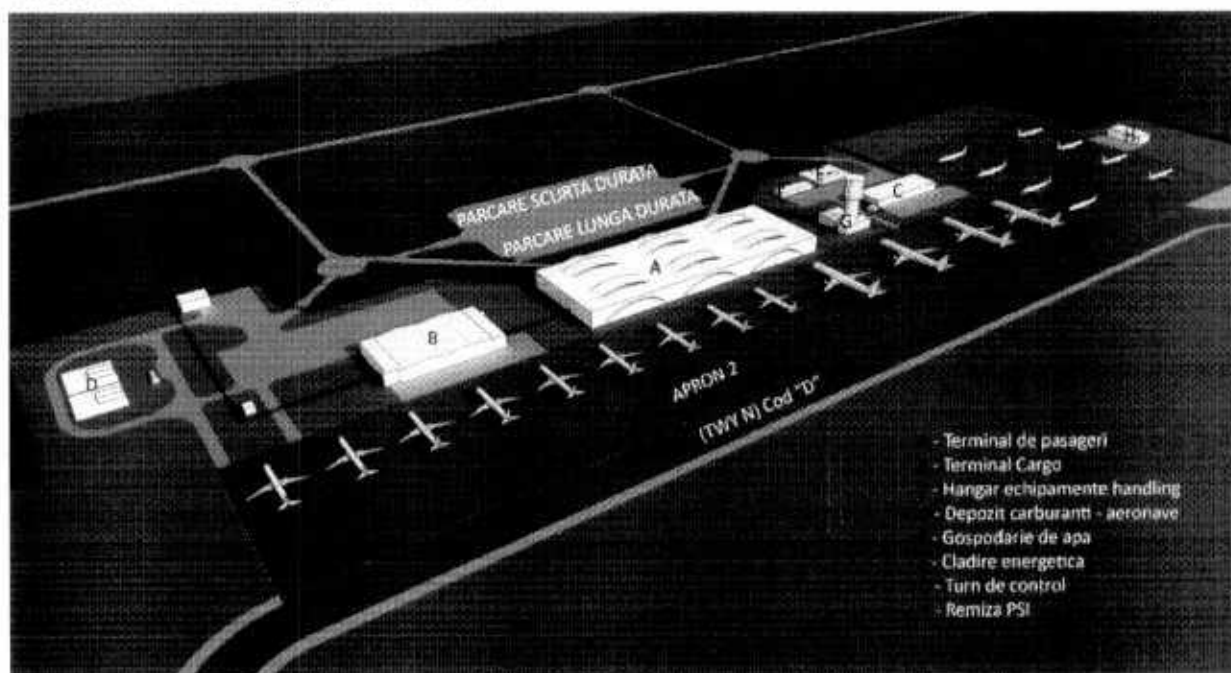 PARCARE SCURTA DURATA
PARCARE LUNGA DURATA
A
B
C
G
F
b
APRON 2
(TWY N) Cod "D"
- Terminal de pasageri
- Terminal Cargo
- Hangar echipamente handling
- Depozit carburanti - aeronave
- Gospodarie de apa
- Cladire energetica
- Turn de control
- Remiza PSI